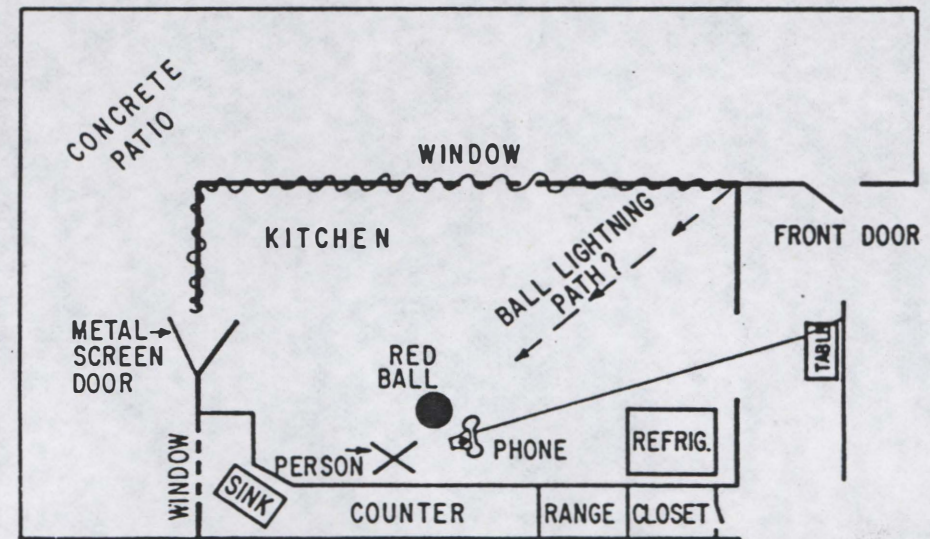 CONCRETE
PATIO
WINDOW
KITCHEN
BALL LIGHTNING
PATH?
FRONT DOOR
METAL
SCREEN
DOOR
TABLE
RED
BALL
PERSON
PHONE
REFRIG.
WINDOW
SINK
COUNTER
RANGE
CLOSET